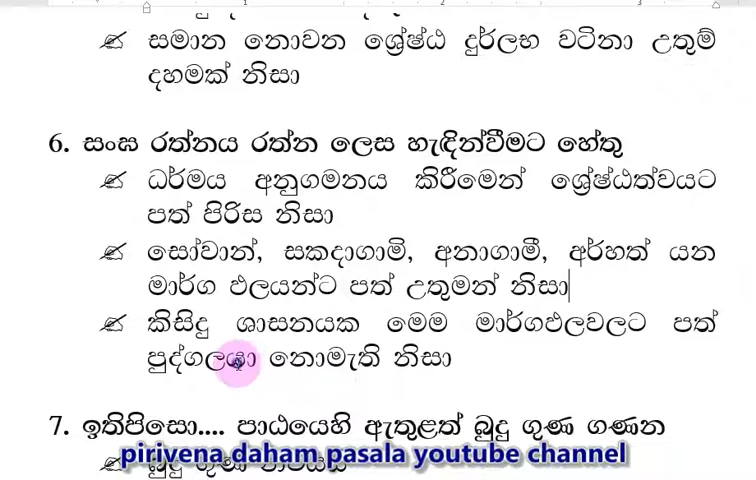 සමාන නොවන ශ්‍රේෂ්ඨ දුර්ලභ වටිනා උතුම්
දහමක් නිසා
6. සංඝ රත්නය රත්න ලෙස හැඳින්වීමට හේතු
ධර්මය අනුගමනය කිරීමෙන් ශ්‍රේෂ්ඨත්වයට
පත් පිරිස නිසා
සෝවාන්, සකදාගාමි, අනාගාමී, අර්හත් යන
මාර්ග ඵලයන්ට පත් උතුමන් නිසා
කිසිදු ශාසනයක මෙම මාර්ගඵලවලට පත්
පුද්ගලයා නොමැති නිසා
7. ඉතිපිසො.... පාඨයෙහි ඇතුළත් බුදු ගුණ ගණන
බුදු ගුණ
pirivena daham pasala youtube channel